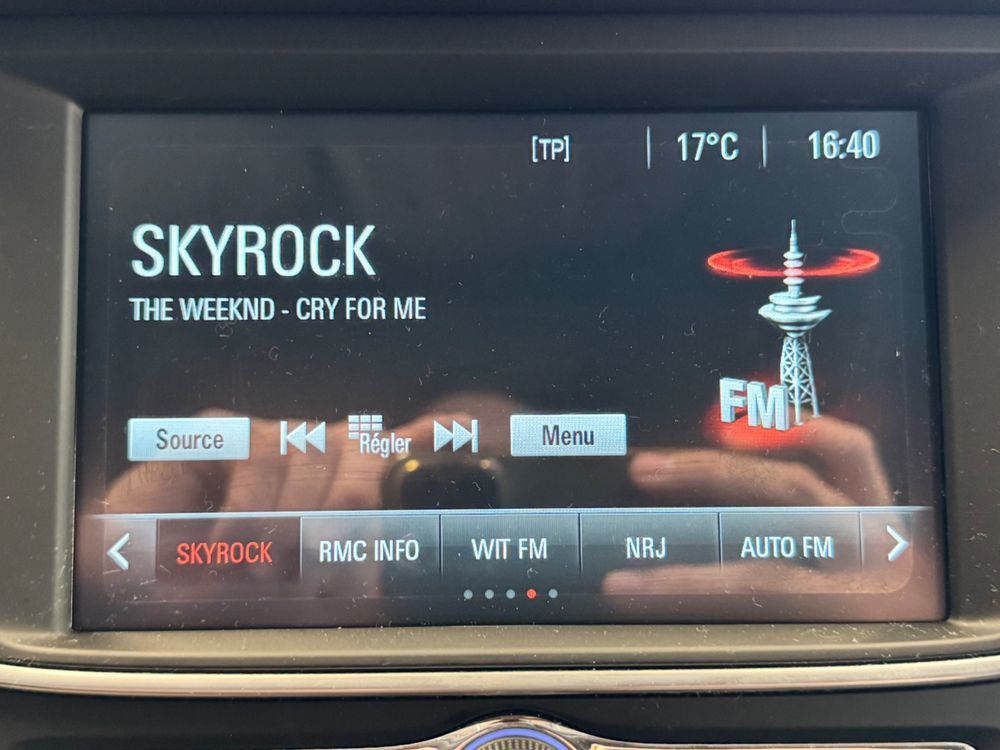 [TP] 17°C 16:40
SKYROCK
THE WEEKND - CRY FOR ME
FM
Source Régler Menu
SKYROCK RMC INFO WIT FM NRJ AUTO FM